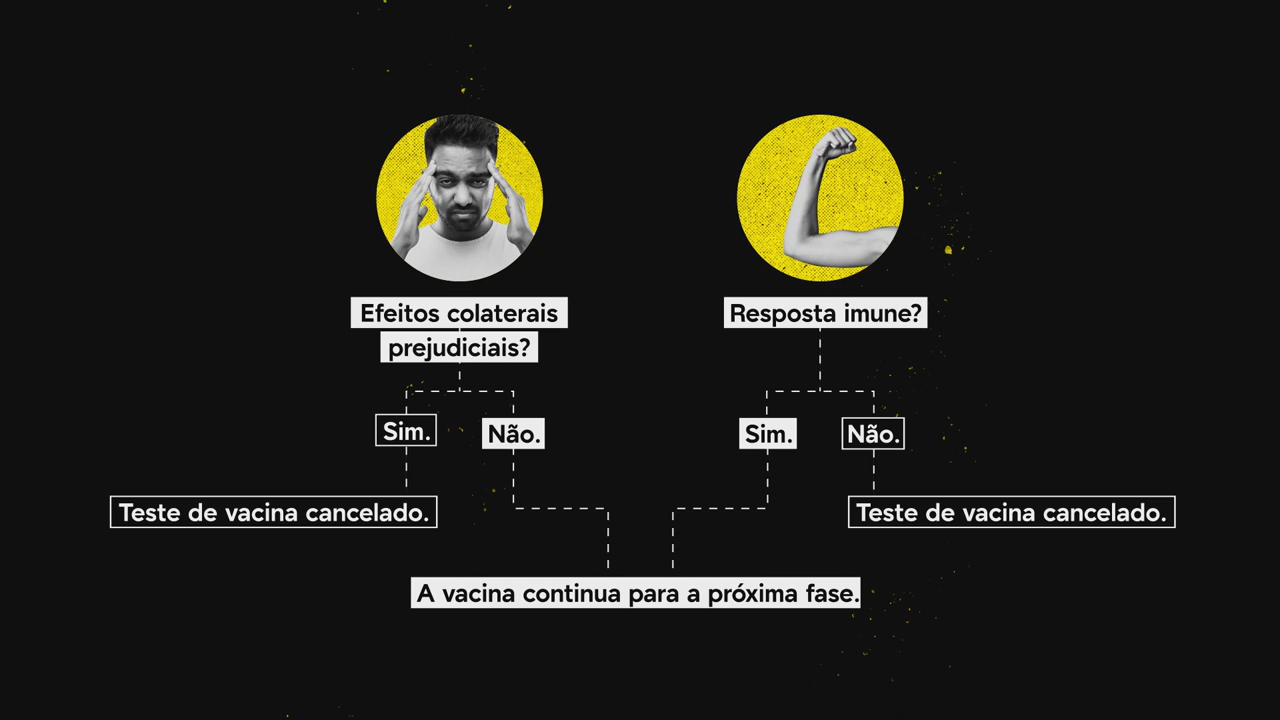 Efeitos colaterais
prejudiciais?
Sim.
Não.
Teste de vacina cancelado.
Resposta imune?
Sim.
Não.
Teste de vacina cancelado.
A vacina continua para a próxima fase.